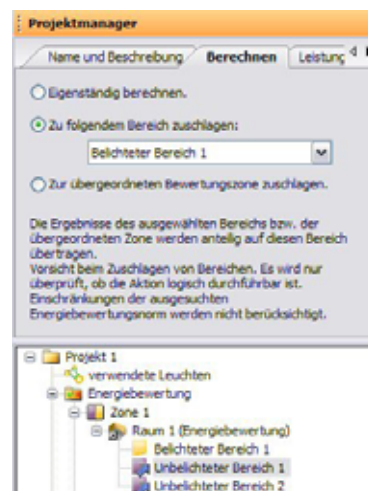 Projektmanager
Name und Beschreibung Berechnen Leistung
Eigenständig berechnen.
Zu folgendem Bereich zuschlagen:
Belichteter Bereich 1
Zur übergeordneten Bewertungszone zuschlagen.
Die Ergebnisse des ausgewählten Bereichs bzw. der
übergeordneten Zone werden anteilig auf diesen Bereich
übertragen.
Vorsicht beim Zuschlagen von Bereichen. Es wird nur
überprüft, ob die Aktion logisch durchführbar ist.
Einschränkungen der ausgesuchten
Energiebewertungsnorm werden nicht berücksichtigt.
Projekt 1
verwendete Leuchten
Energiebewertung
Zone 1
Raum 1 (Energiebewertung)
Belichteter Bereich 1
Unbelichteter Bereich 1
Unbelichteter Bereich 2